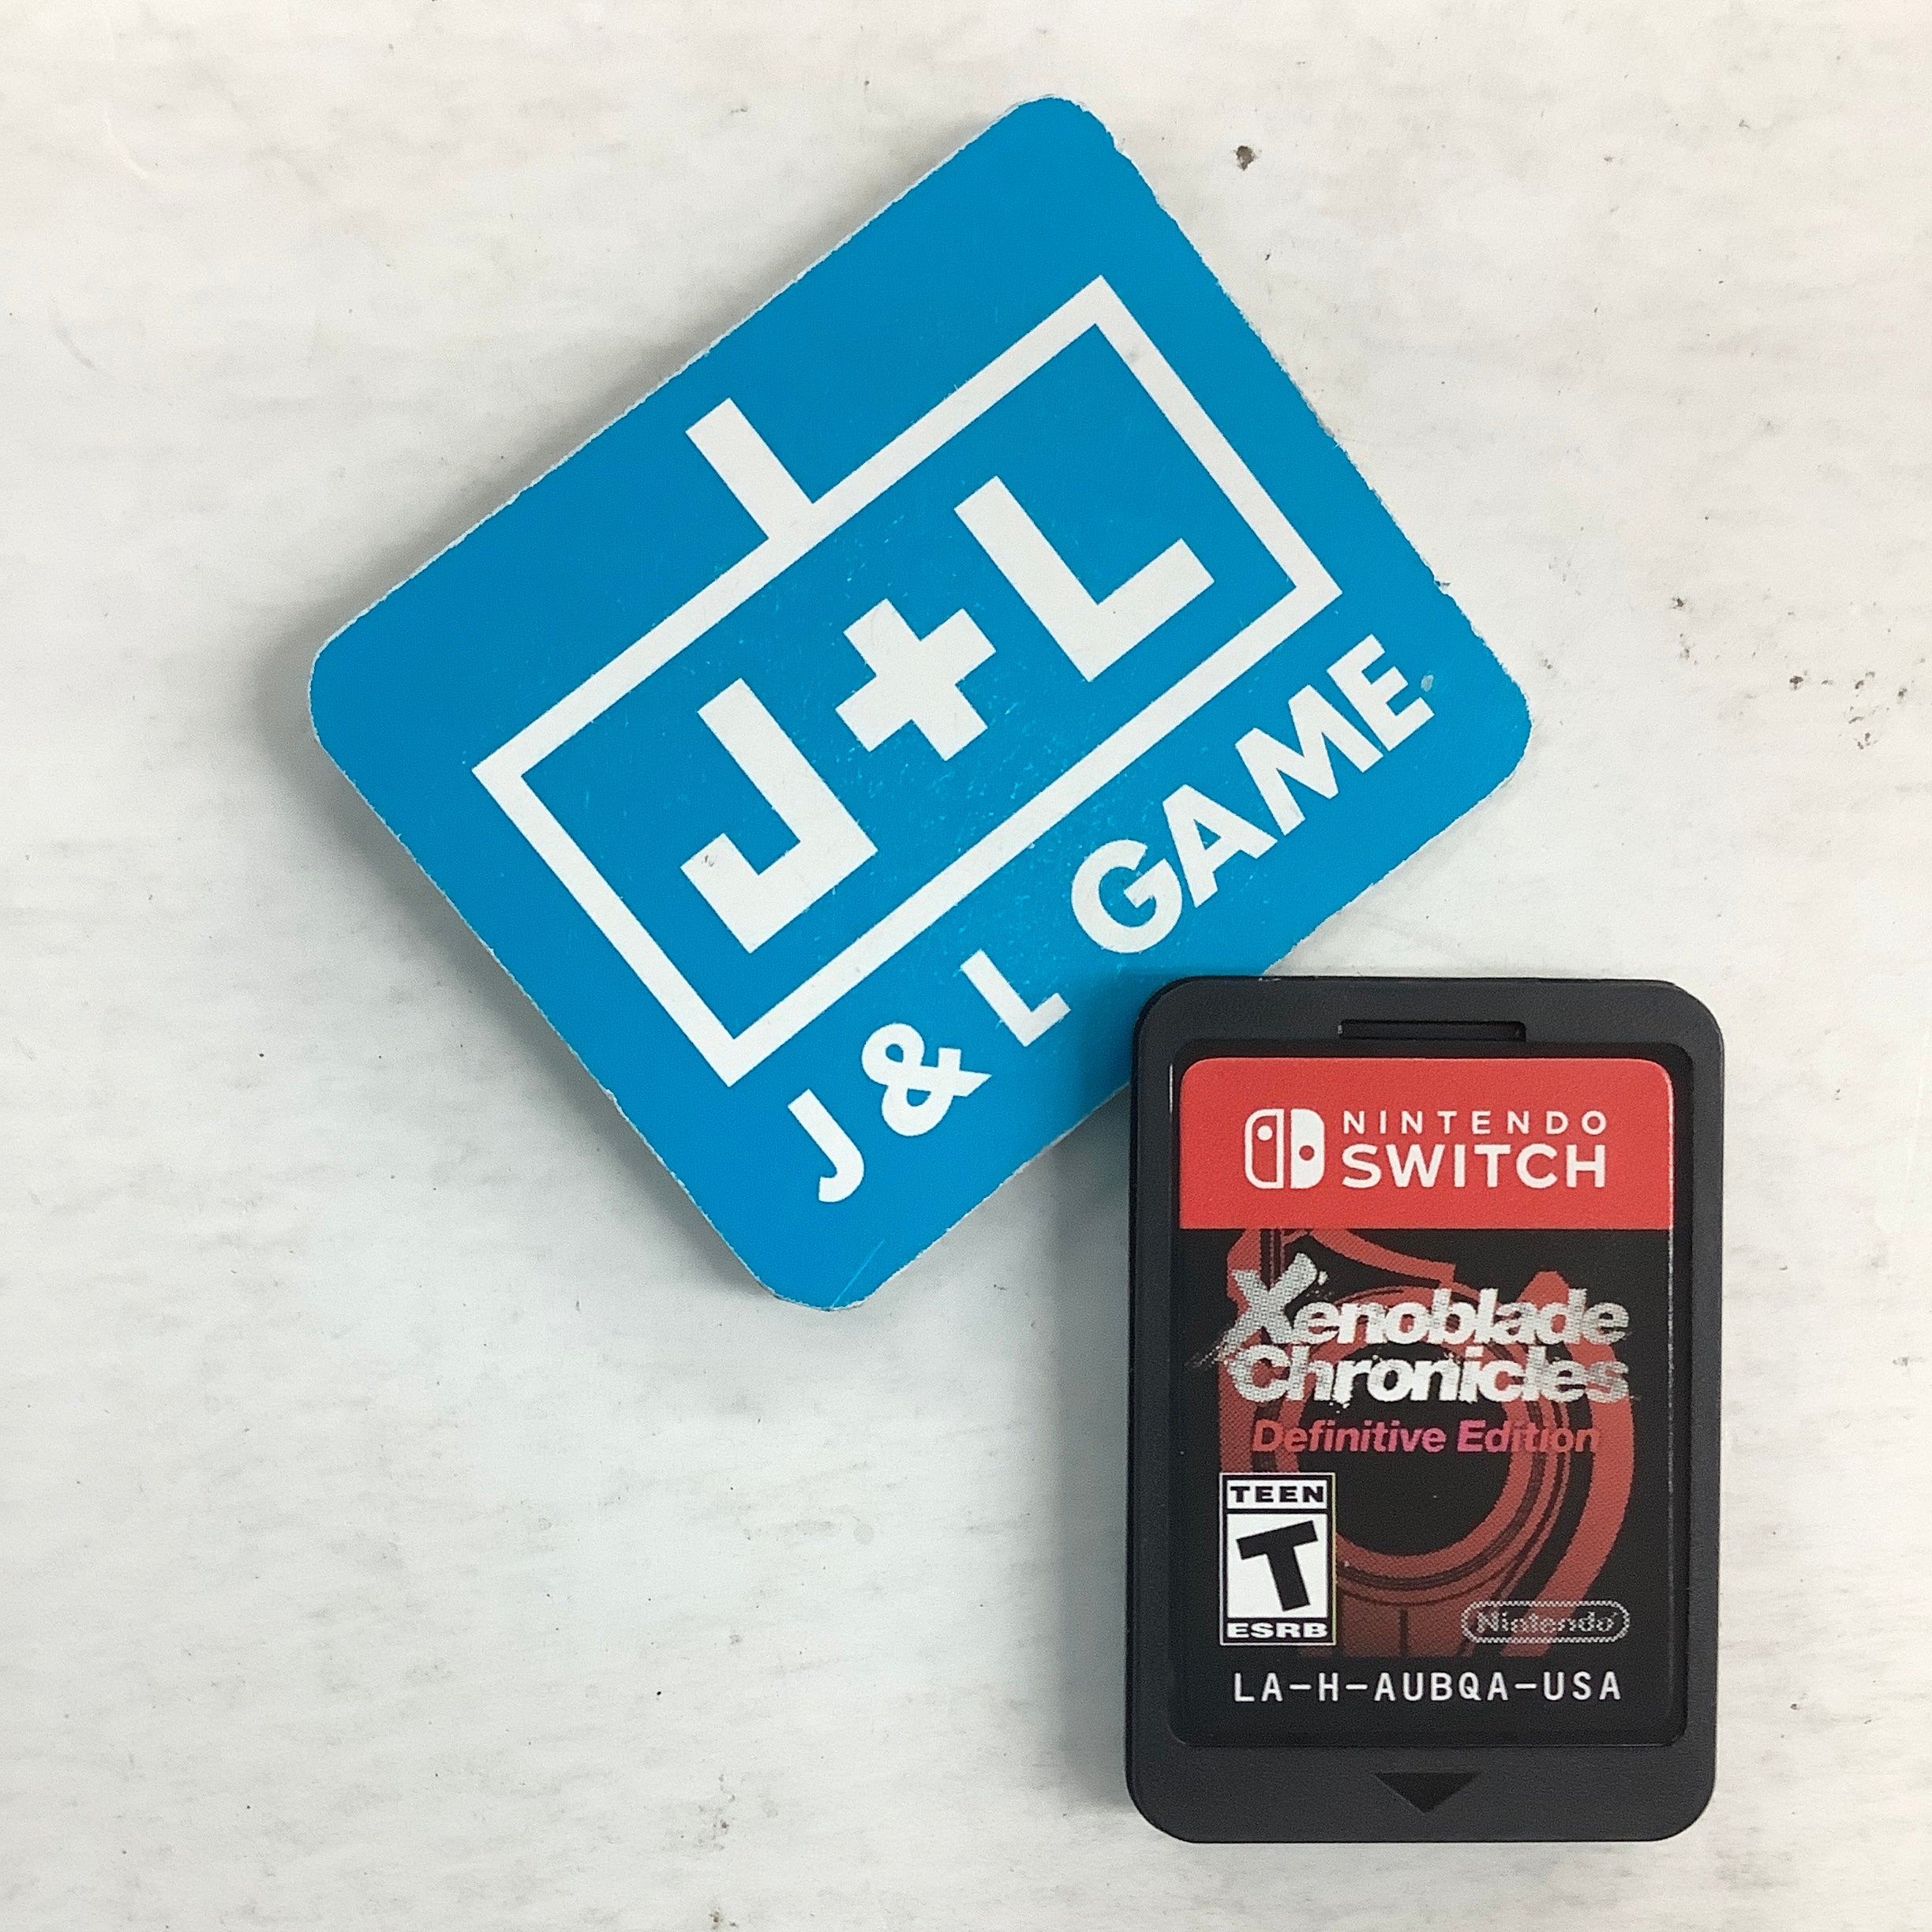 J+L
J & L GAME
NINTENDO
SWITCH
Xenoblade
Chronicles
Definitive Edition
TEEN
T
ESRB
Nintendo
LA-H-AUBQA-USA